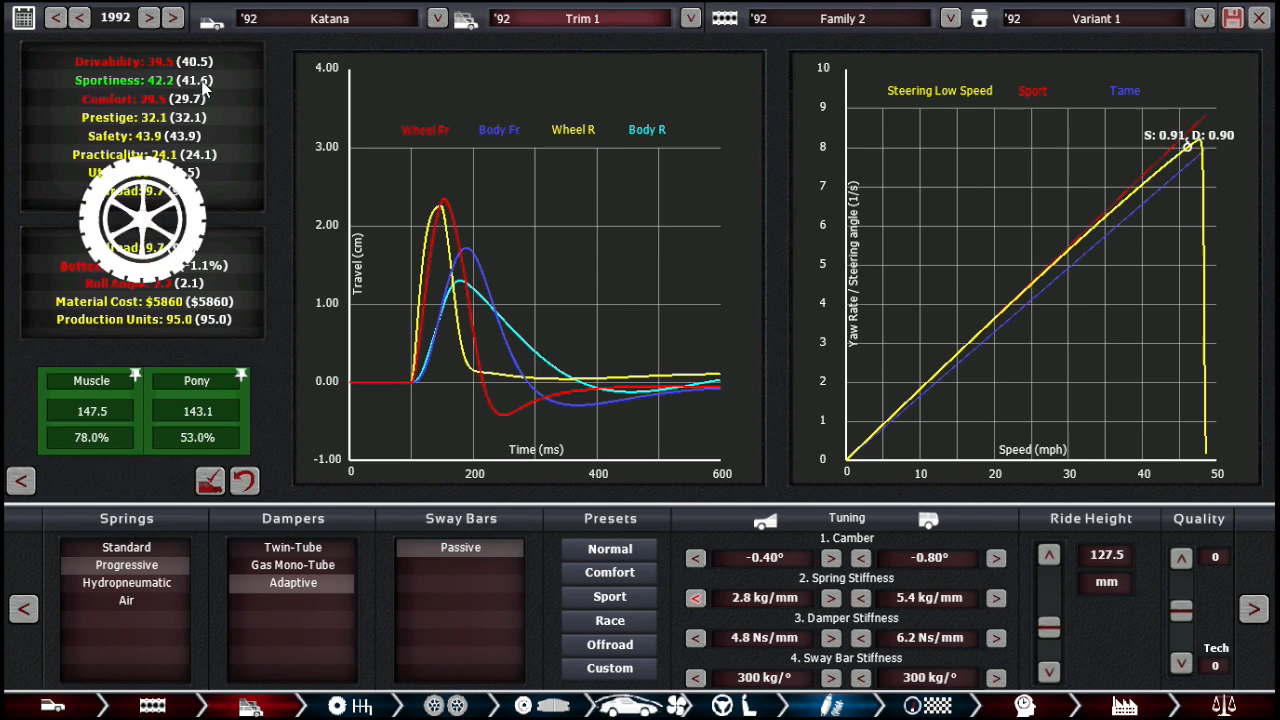 1992 '92 Katana '92 Trim 1 '92 Family 2 '92 Variant 1
Drivability: 39.5 (40.5)
Sportiness: 42.2 (41.6)
Comfort: 39.5 (29.7)
Prestige: 32.1 (32.1)
Safety: 43.9 (43.9)
Practicality: 24.1 (24.1)
-1.1%)
(2.1)
Material Cost: $5860 ($5860)
Production Units: 95.0 (95.0)
Muscle Pony
147.5 143.1
78.0% 53.0%
4.00
3.00
2.00
1.00
0.00
-1.00
Travel (cm)
Wheel Fr Body Fr Wheel R Body R
Time (ms)
0 200 400 600
10
9
8
7
6
5
4
3
2
1
0
Yaw Rate / Steering angle (1/s)
Steering Low Speed Sport Tame
S: 0.91, D: 0.90
Speed (mph)
0 10 20 30 40 50
Springs
Standard
Progressive
Hydropneumatic
Air
Dampers
Twin-Tube
Gas Mono-Tube
Adaptive
Sway Bars
Passive
Presets
Normal
Comfort
Sport
Race
Offroad
Custom
Tuning
1. Camber
-0.40° -0.80°
2. Spring Stiffness
2.8 kg/mm 5.4 kg/mm
3. Damper Stiffness
4.8 Ns/mm 6.2 Ns/mm
4. Sway Bar Stiffness
300 kg/° 300 kg/°
Ride Height
127.5
mm
Quality
0
Tech
0